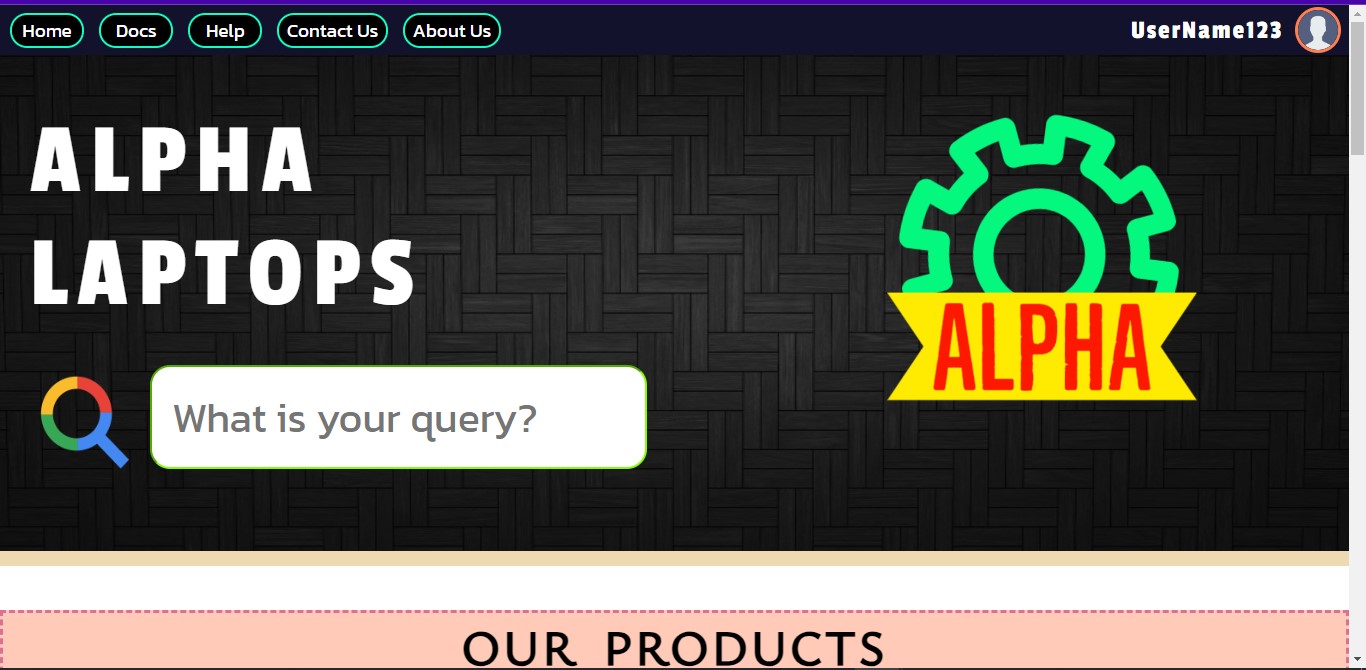 Home
Docs
Help
Contact Us
About Us
UserName123
ALPHA
LAPTOPS
ALPHA
What is your query?
OUR PRODUCTS